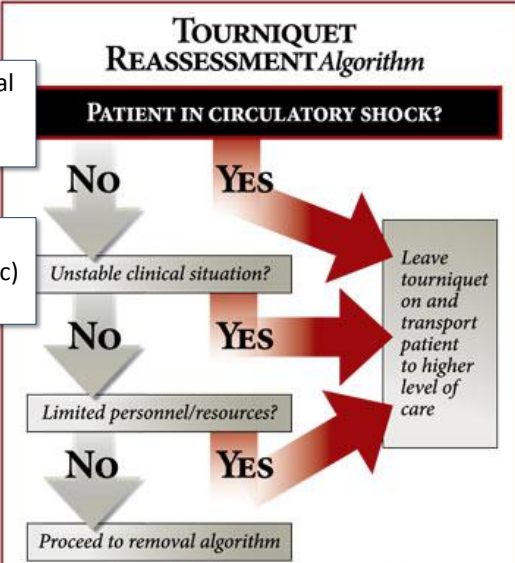 TOURNIQUET
REASSESSMENT Algorithm
al
PATIENT IN CIRCULATORY SHOCK?
NO
YES
c)
Unstable clinical situation?
Leave
tourniquet
on and
transport
patient
to higher
level of
care
NO
YES
Limited personnel/resources?
NO
YES
Proceed to removal algorithm